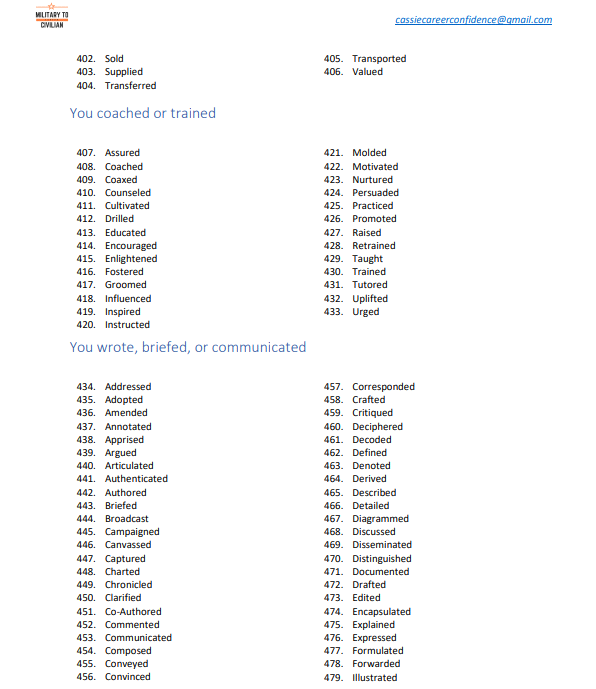 MILITARY TO
CIVILIAN
cassiecareerconfidence@gmail.com
402. Sold
403. Supplied
404. Transferred
405. Transported
406. Valued
You coached or trained
407. Assured
408. Coached
409. Coaxed
410. Counseled
411. Cultivated
412. Drilled
413. Educated
414. Encouraged
415. Enlightened
416. Fostered
417. Groomed
418. Influenced
419. Inspired
420. Instructed
421. Molded
422. Motivated
423. Nurtured
424. Persuaded
425. Practiced
426. Promoted
427. Raised
428. Retrained
429. Taught
430. Trained
431. Tutored
432. Uplifted
433. Urged
You wrote, briefed, or communicated
434. Addressed
435. Adopted
436. Amended
437. Annotated
438. Apprised
439. Argued
440. Articulated
441. Authenticated
442. Authored
443. Briefed
444. Broadcast
445. Campaigned
446. Canvassed
447. Captured
448. Charted
449. Chronicled
450. Clarified
451. Co-Authored
452. Commented
453. Communicated
454. Composed
455. Conveyed
456. Convinced
457. Corresponded
458. Crafted
459. Critiqued
460. Deciphered
461. Decoded
462. Defined
463. Denoted
464. Derived
465. Described
466. Detailed
467. Diagrammed
468. Discussed
469. Disseminated
470. Distinguished
471. Documented
472. Drafted
473. Edited
474. Encapsulated
475. Explained
476. Expressed
477. Formulated
478. Forwarded
479. Illustrated